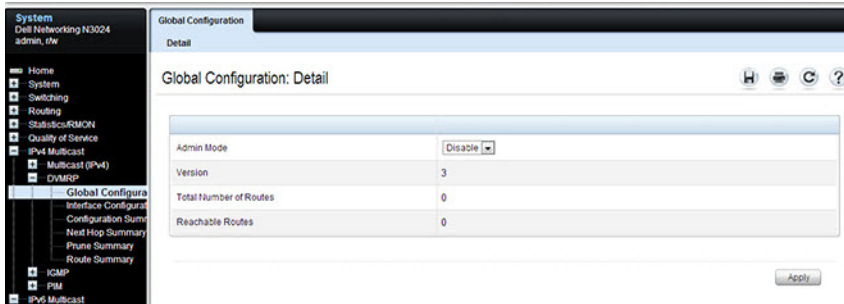 System
Dell Networking N3024
admin, r/w
Home
System
Switching
Routing
Statistics/RMON
Quality of Service
IPv4 Multicast
Multicast (IPv4)
DVMRP
Global Configura
Interface Configurat
Configuration Summ
Next Hop Summary
Prune Summary
Route Summary
IGMP
PIM
IPv6 Multicast
Global Configuration
Detail
Global Configuration: Detail
Admin Mode Disable
Version 3
Total Number of Routes 0
Reachable Routes 0
Apply